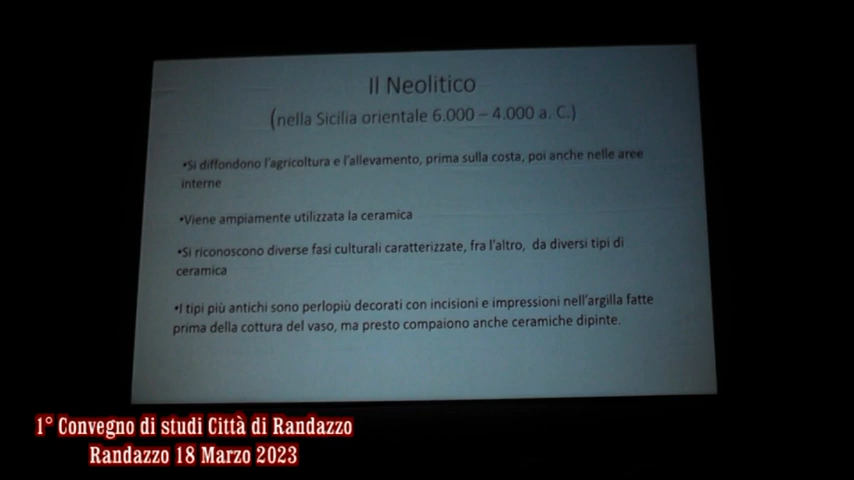 Il Neolitico
(nella Sicilia orientale 6.000 – 4.000 a. C.)
•Si diffondono l'agricoltura e l'allevamento, prima sulla costa, poi anche nelle aree
interne
•Viene ampiamente utilizzata la ceramica
•Si riconoscono diverse fasi culturali caratterizzate, fra l'altro, da diversi tipi di
ceramica
•I tipi più antichi sono perlopiù decorati con incisioni e impressioni nell'argilla fatte
prima della cottura del vaso, ma presto compaiono anche ceramiche dipinte.
1° Convegno di studi Città di Randazzo
Randazzo 18 Marzo 2023